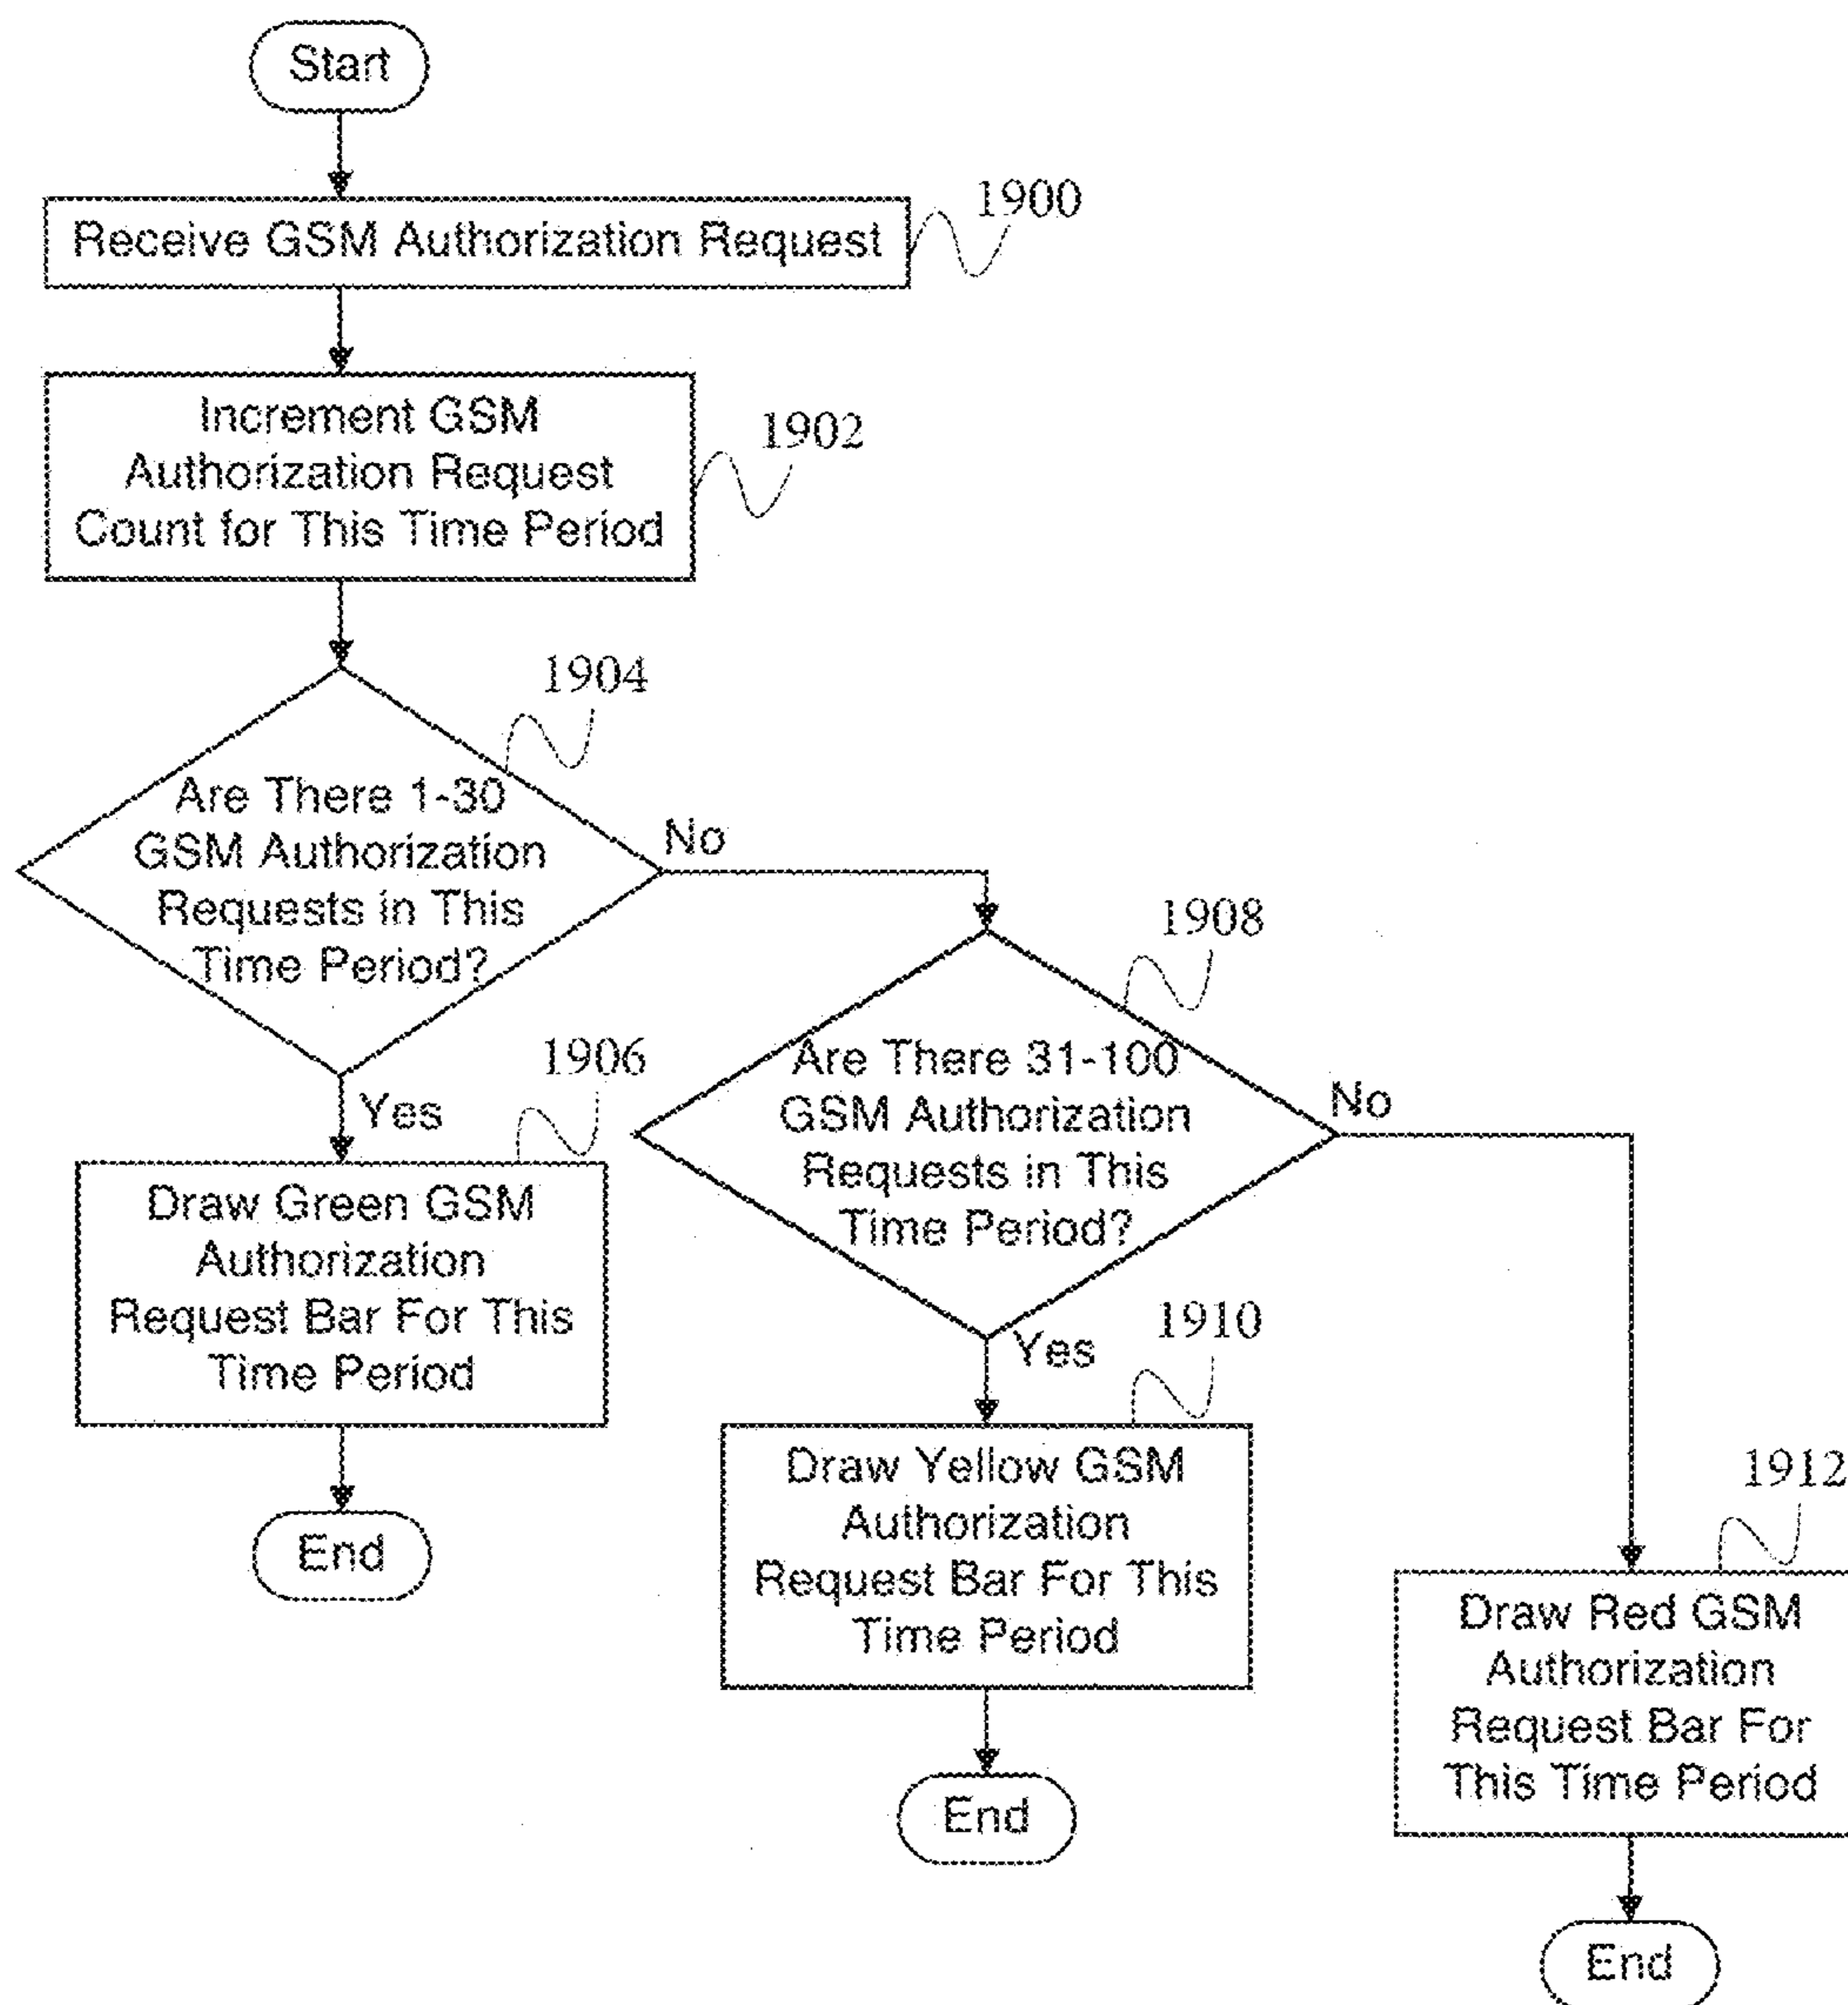 Start
1900
Receive GSM Authorization Request
1902
Increment GSM
Authorization Request
Count for This Time Period
1904
Are There 1-30
GSM Authorization
Requests in This
Time Period?
No
Yes
1906
Draw Green GSM
Authorization
Request Bar For This
Time Period
End
1908
Are There 31-100
GSM Authorization
Requests in This
Time Period?
No
Yes
1910
Draw Yellow GSM
Authorization
Request Bar For This
Time Period
End
1912
Draw Red GSM
Authorization
Request Bar For
This Time Period
End